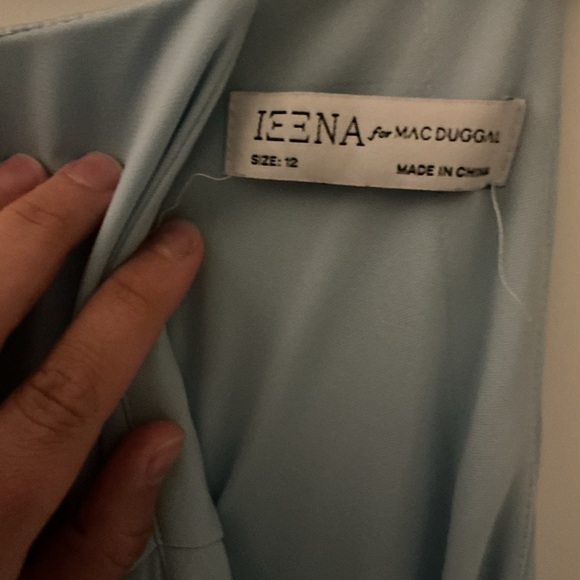 IEENA for MAC DUGGAL
SIZE: 12 MADE IN CHINA